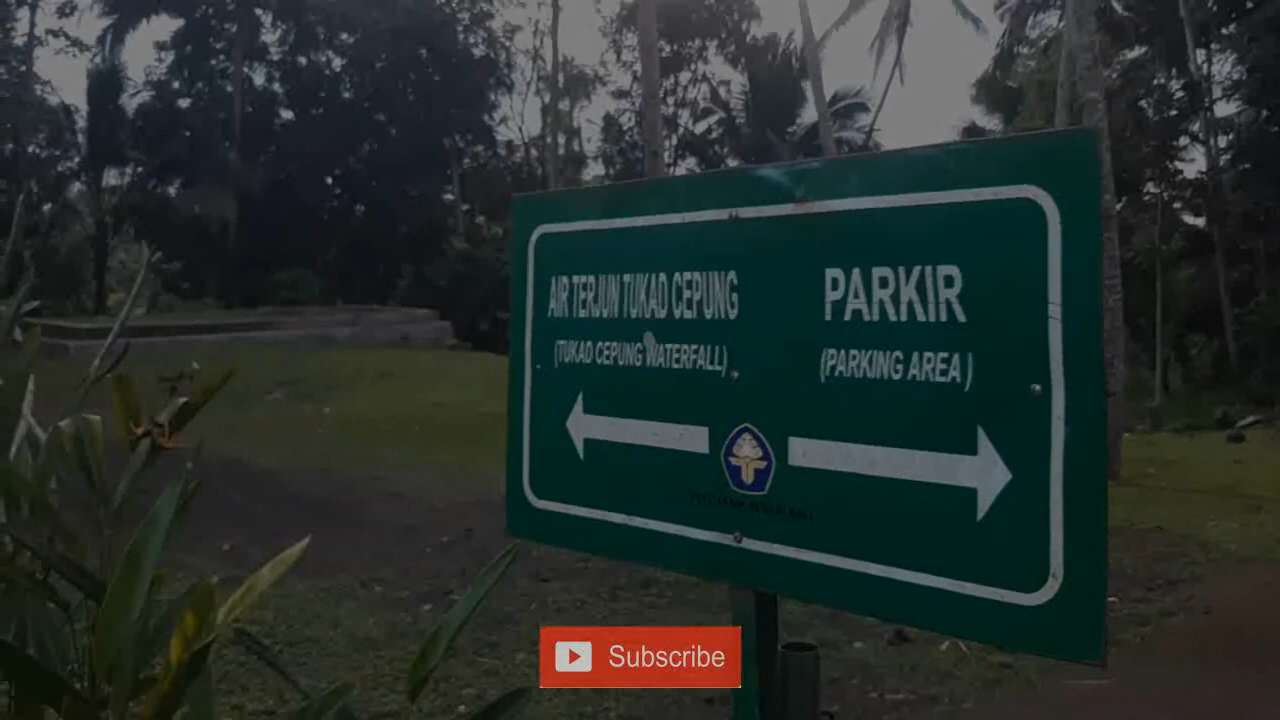 AIR TERJUN TUKAD CEPUNG
(TUKAD CEPUNG WATERFALL)
PARKIR
(PARKING AREA)
Subscribe